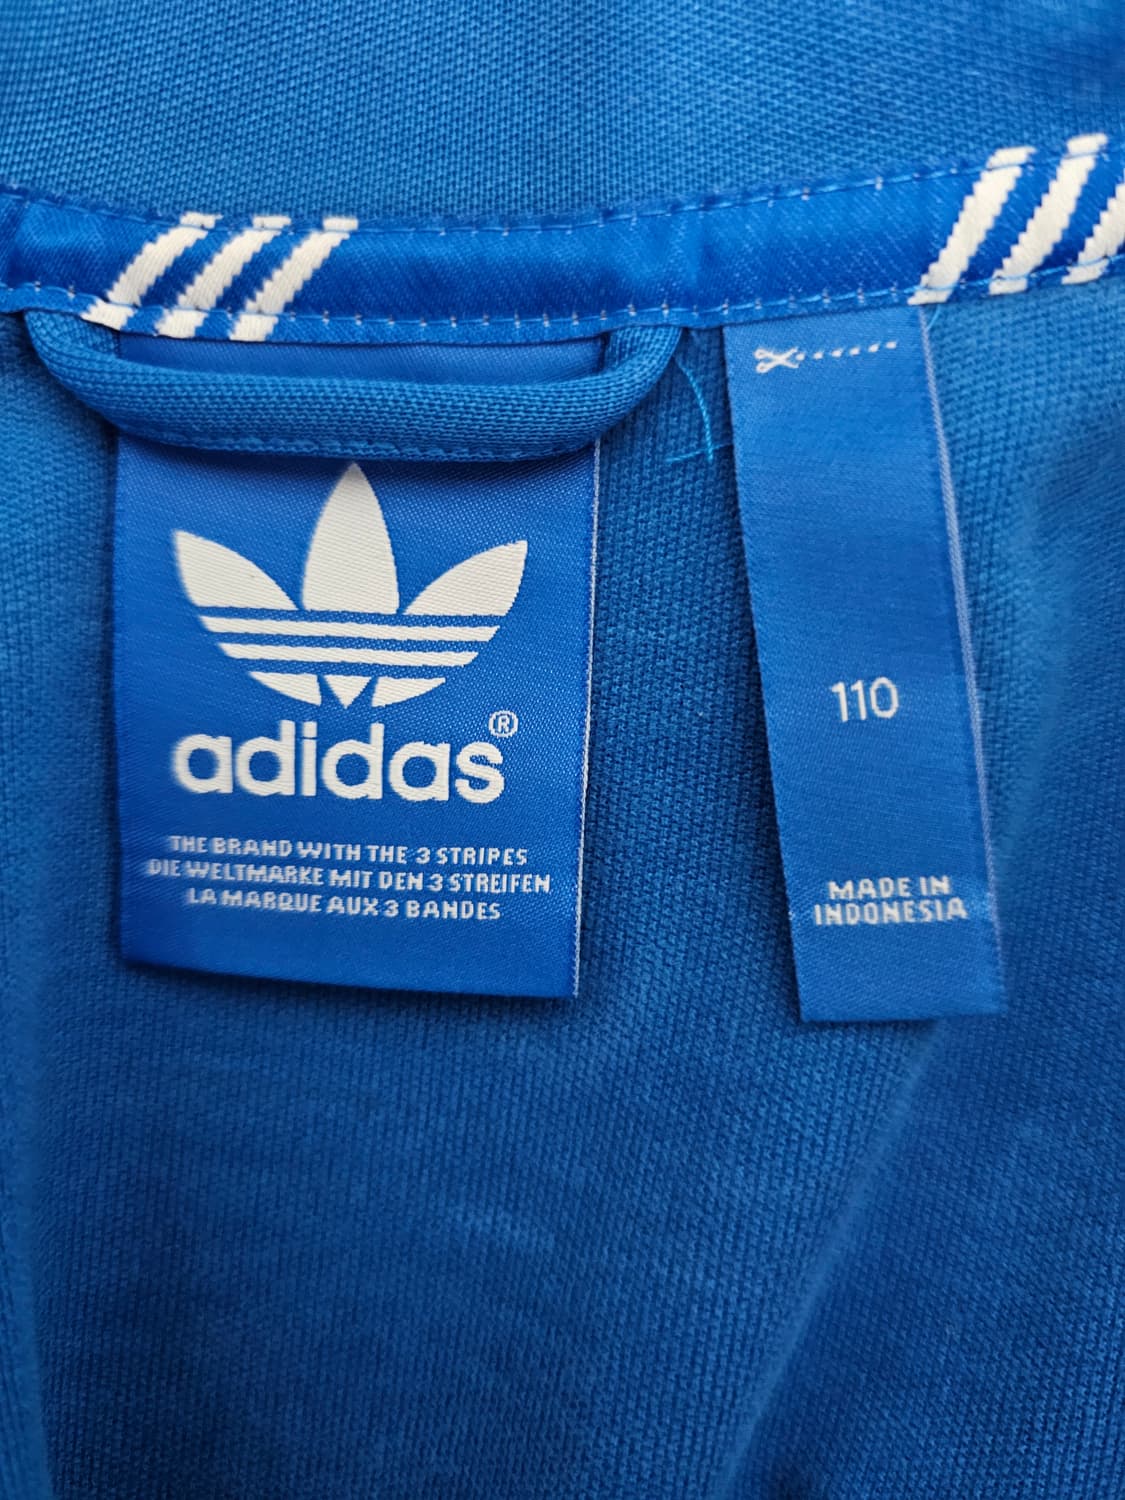 adidas®
THE BRAND WITH THE 3 STRIPES
DIE WELTMARKE MIT DEN 3 STREIFEN
LA MARQUE AUX 3 BANDES
110
MADE IN
INDONESIA